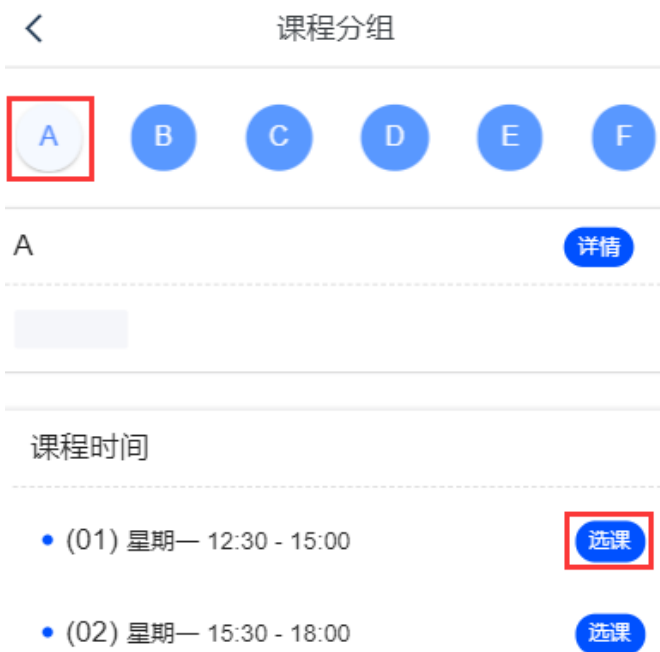 课程分组
A B C D E F
A 详情
课程时间
(01) 星期一 12:30 - 15:00 选课
(02) 星期一 15:30 - 18:00 选课